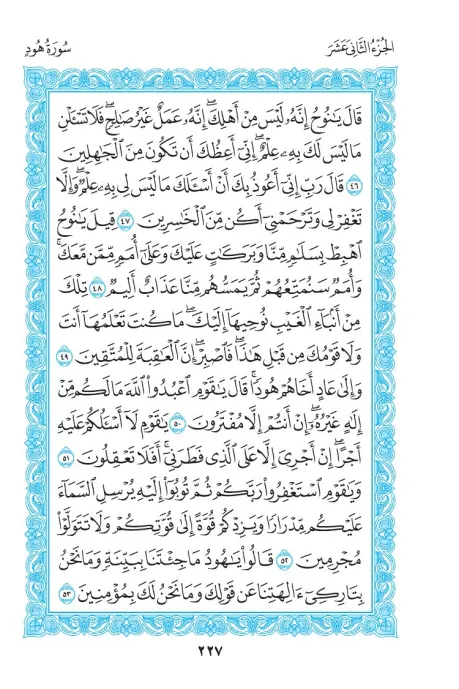 الجزء الثاني عشر
سورة هود
قَالَ يَٰنُوحُ إِنَّهُۥ لَيْسَ مِنْ أَهْلِكَ ۖ إِنَّهُۥ عَمَلٌ غَيْرُ صَٰلِحٍ ۖ فَلَا تَسْـَٔلْنِ
مَا لَيْسَ لَكَ بِهِۦ عِلْمٌ ۖ إِنِّىٓ أَعِظُكَ أَن تَكُونَ مِنَ ٱلْجَٰهِلِينَ
٤٦ قَالَ رَبِّ إِنِّىٓ أَعُوذُ بِكَ أَنْ أَسْـَٔلَكَ مَا لَيْسَ لِى بِهِۦ عِلْمٌ ۖ وَإِلَّا
تَغْفِرْ لِى وَتَرْحَمْنِىٓ أَكُن مِّنَ ٱلْخَٰسِرِينَ ٤٧ قِيلَ يَٰنُوحُ
ٱهْبِطْ بِسَلَٰمٍ مِّنَّا وَبَرَكَٰتٍ عَلَيْكَ وَعَلَىٰٓ أُمَمٍ مِّمَّن مَّعَكَ ۚ
وَأُمَمٌ سَنُمَتِّعُهُمْ ثُمَّ يَمَسُّهُم مِّنَّا عَذَابٌ أَلِيمٌ ٤٨ تِلْكَ
مِنْ أَنۢبَآءِ ٱلْغَيْبِ نُوحِيهَآ إِلَيْكَ ۖ مَا كُنتَ تَعْلَمُهَآ أَنتَ
وَلَا قَوْمُكَ مِن قَبْلِ هَٰذَا ۖ فَٱصْبِرْ ۖ إِنَّ ٱلْعَٰقِبَةَ لِلْمُتَّقِينَ ٤٩
وَإِلَىٰ عَادٍ أَخَاهُمْ هُودًا ۚ قَالَ يَٰقَوْمِ ٱعْبُدُوا۟ ٱللَّهَ مَا لَكُم مِّنْ
إِلَٰهٍ غَيْرُهُۥٓ ۖ إِنْ أَنتُمْ إِلَّا مُفْتَرُونَ ٥٠ يَٰقَوْمِ لَآ أَسْـَٔلُكُمْ عَلَيْهِ
أَجْرًا ۖ إِنْ أَجْرِىَ إِلَّا عَلَى ٱلَّذِى فَطَرَنِىٓ ۚ أَفَلَا تَعْقِلُونَ ٥١
وَيَٰقَوْمِ ٱسْتَغْفِرُوا۟ رَبَّكُمْ ثُمَّ تُوبُوٓا۟ إِلَيْهِ يُرْسِلِ ٱلسَّمَآءَ
عَلَيْكُم مِّدْرَارًا وَيَزِدْكُمْ قُوَّةً إِلَىٰ قُوَّتِكُمْ وَلَا تَتَوَلَّوْا۟
مُجْرِمِينَ ٥٢ قَالُوا۟ يَٰهُودُ مَا جِئْتَنَا بِبَيِّنَةٍ وَمَا نَحْنُ
بِتَارِكِىٓ ءَالِهَتِنَا عَن قَوْلِكَ وَمَا نَحْنُ لَكَ بِمُؤْمِنِينَ ٥٣
٢٢٧